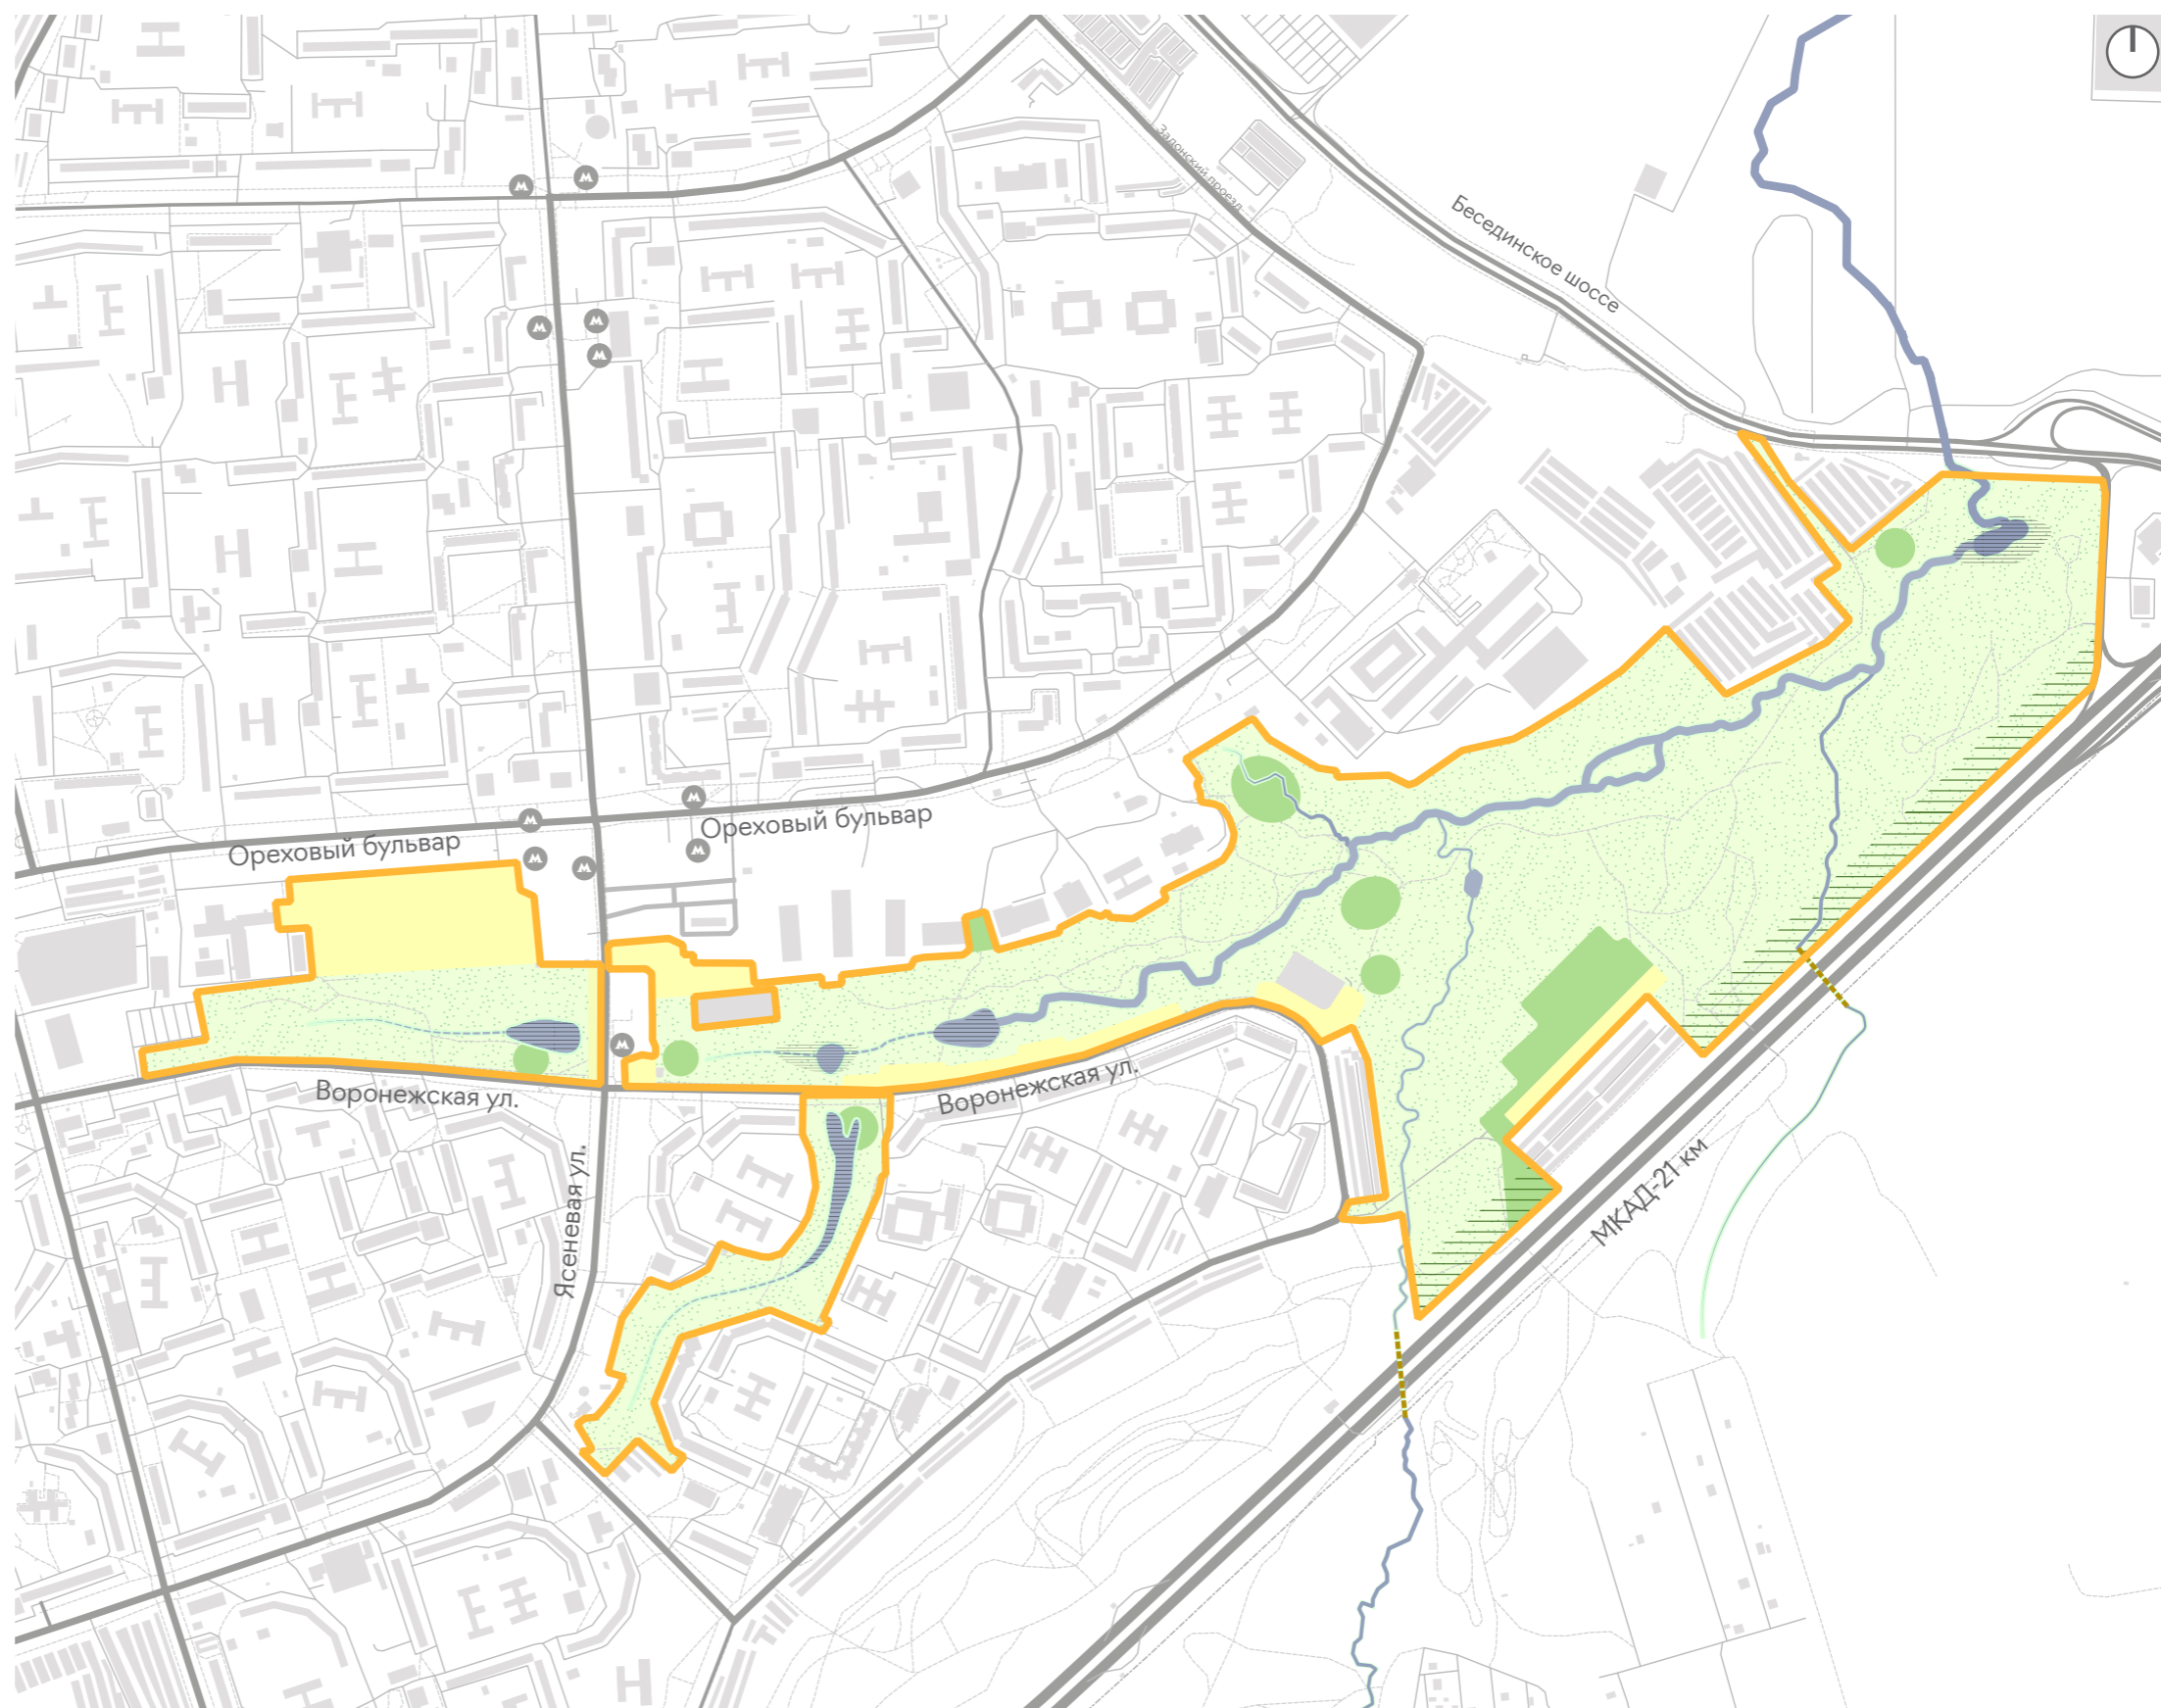 Задонский проезд
Бесединское шоссе
Ореховый бульвар
Ореховый бульвар
Воронежская ул.
Воронежская ул.
Ясеневая ул.
МКАД-21 км